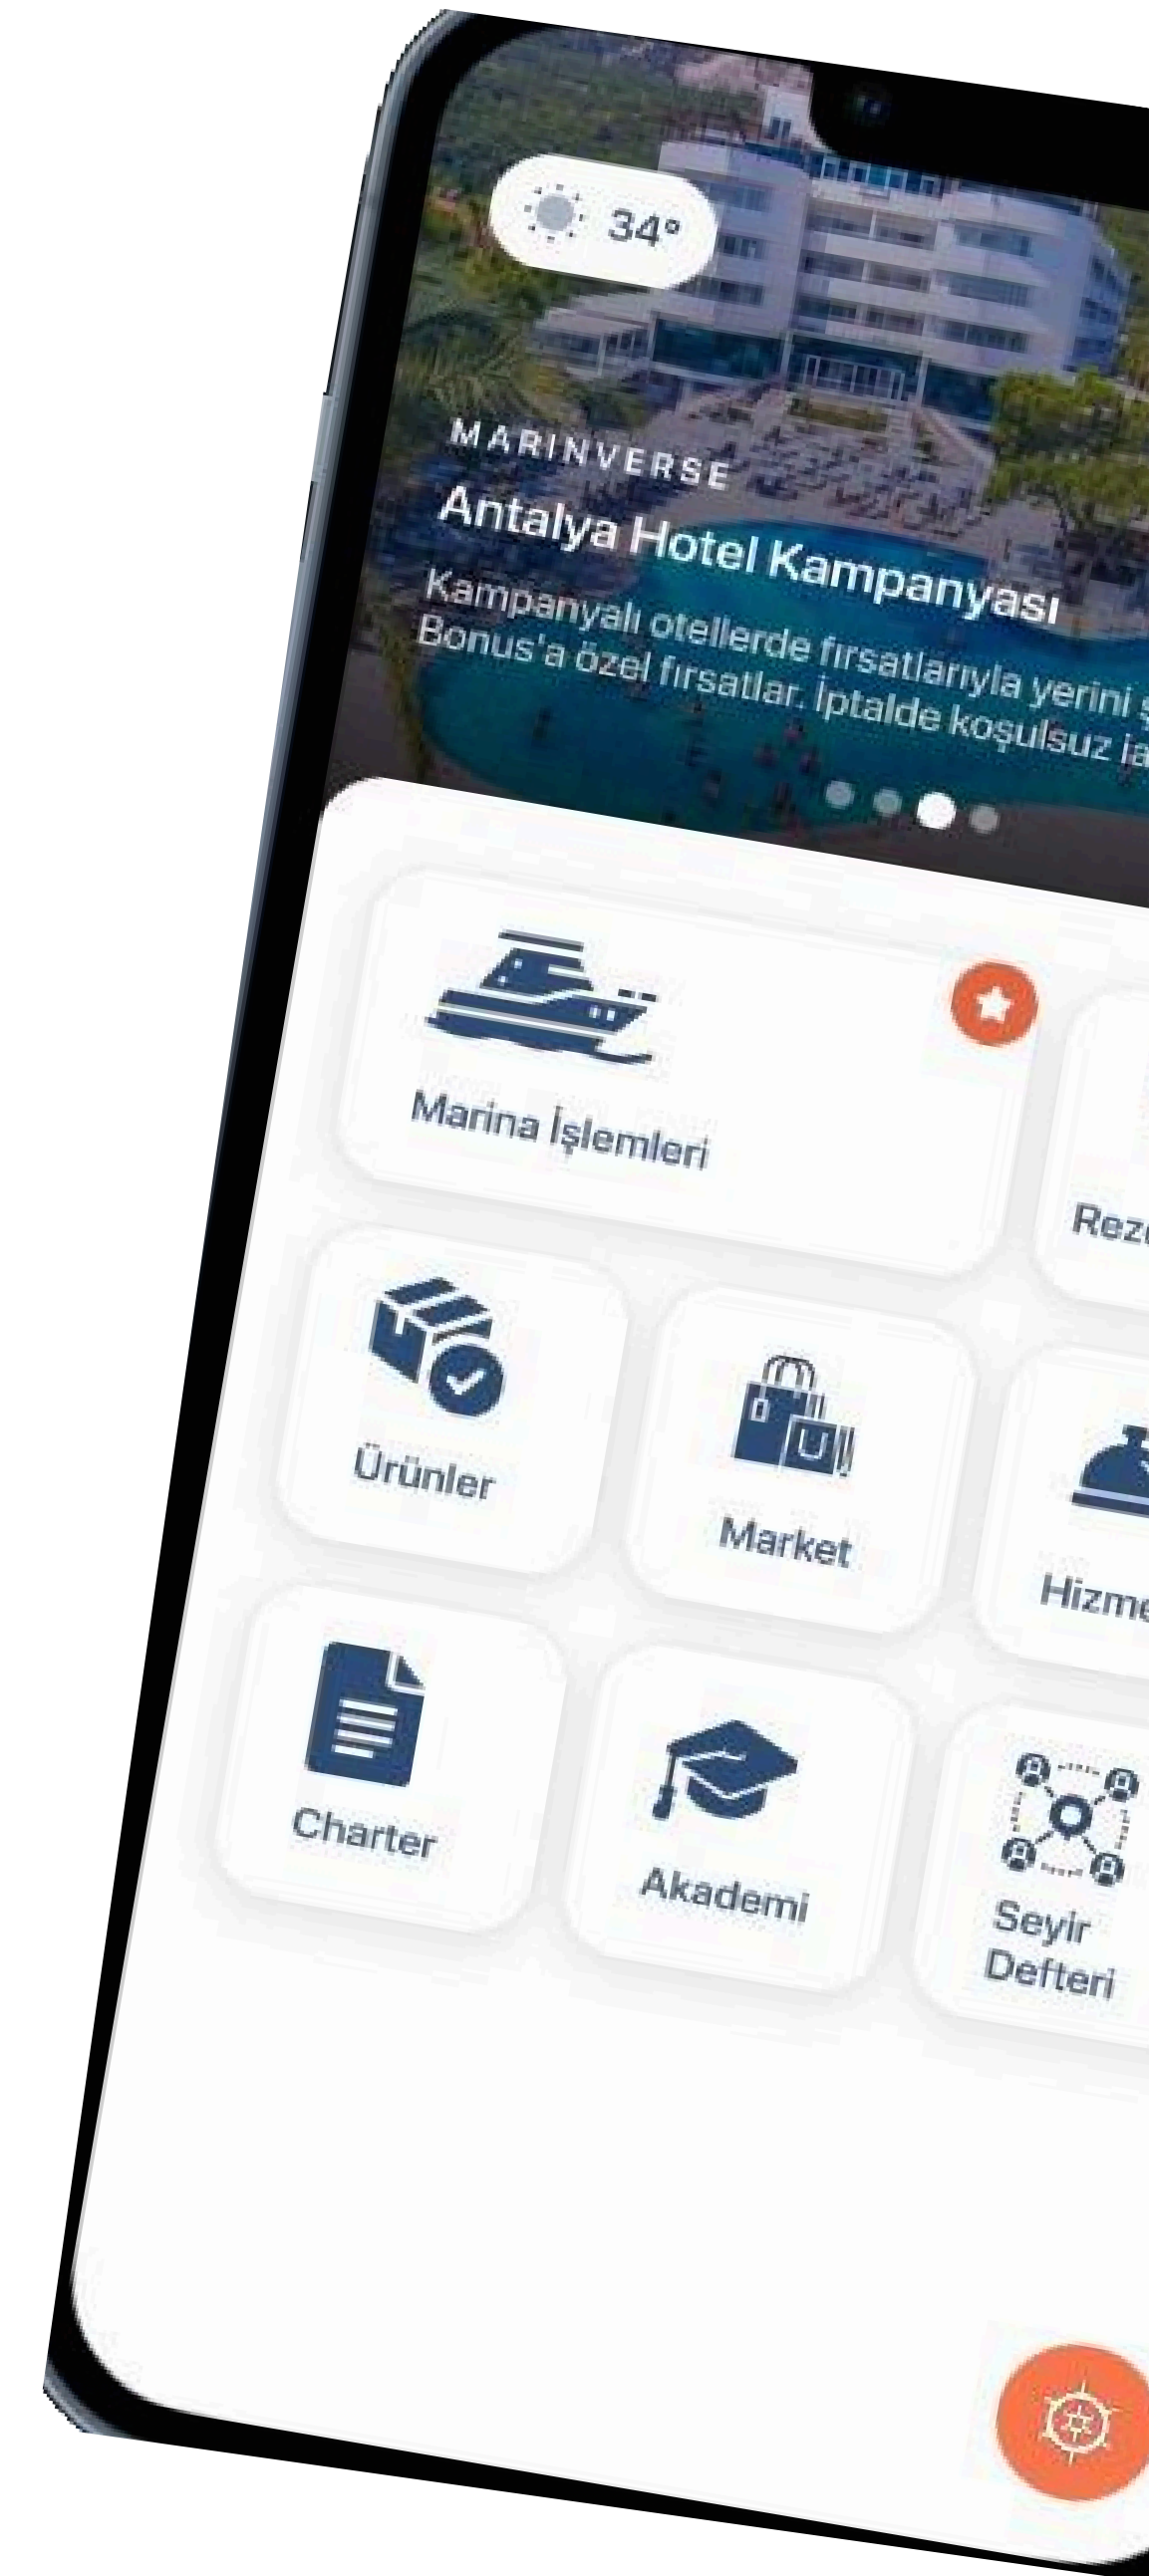 34°
MARINVERSE
Antalya Hotel Kampanyası
Kampanyalı otellerde fırsatlarıyla yerini
Bonus'a özel fırsatlar. İptalde koşulsuz
Marina İşlemleri
Ürünler
Market
Charter
Akademi
Seyir
Defteri